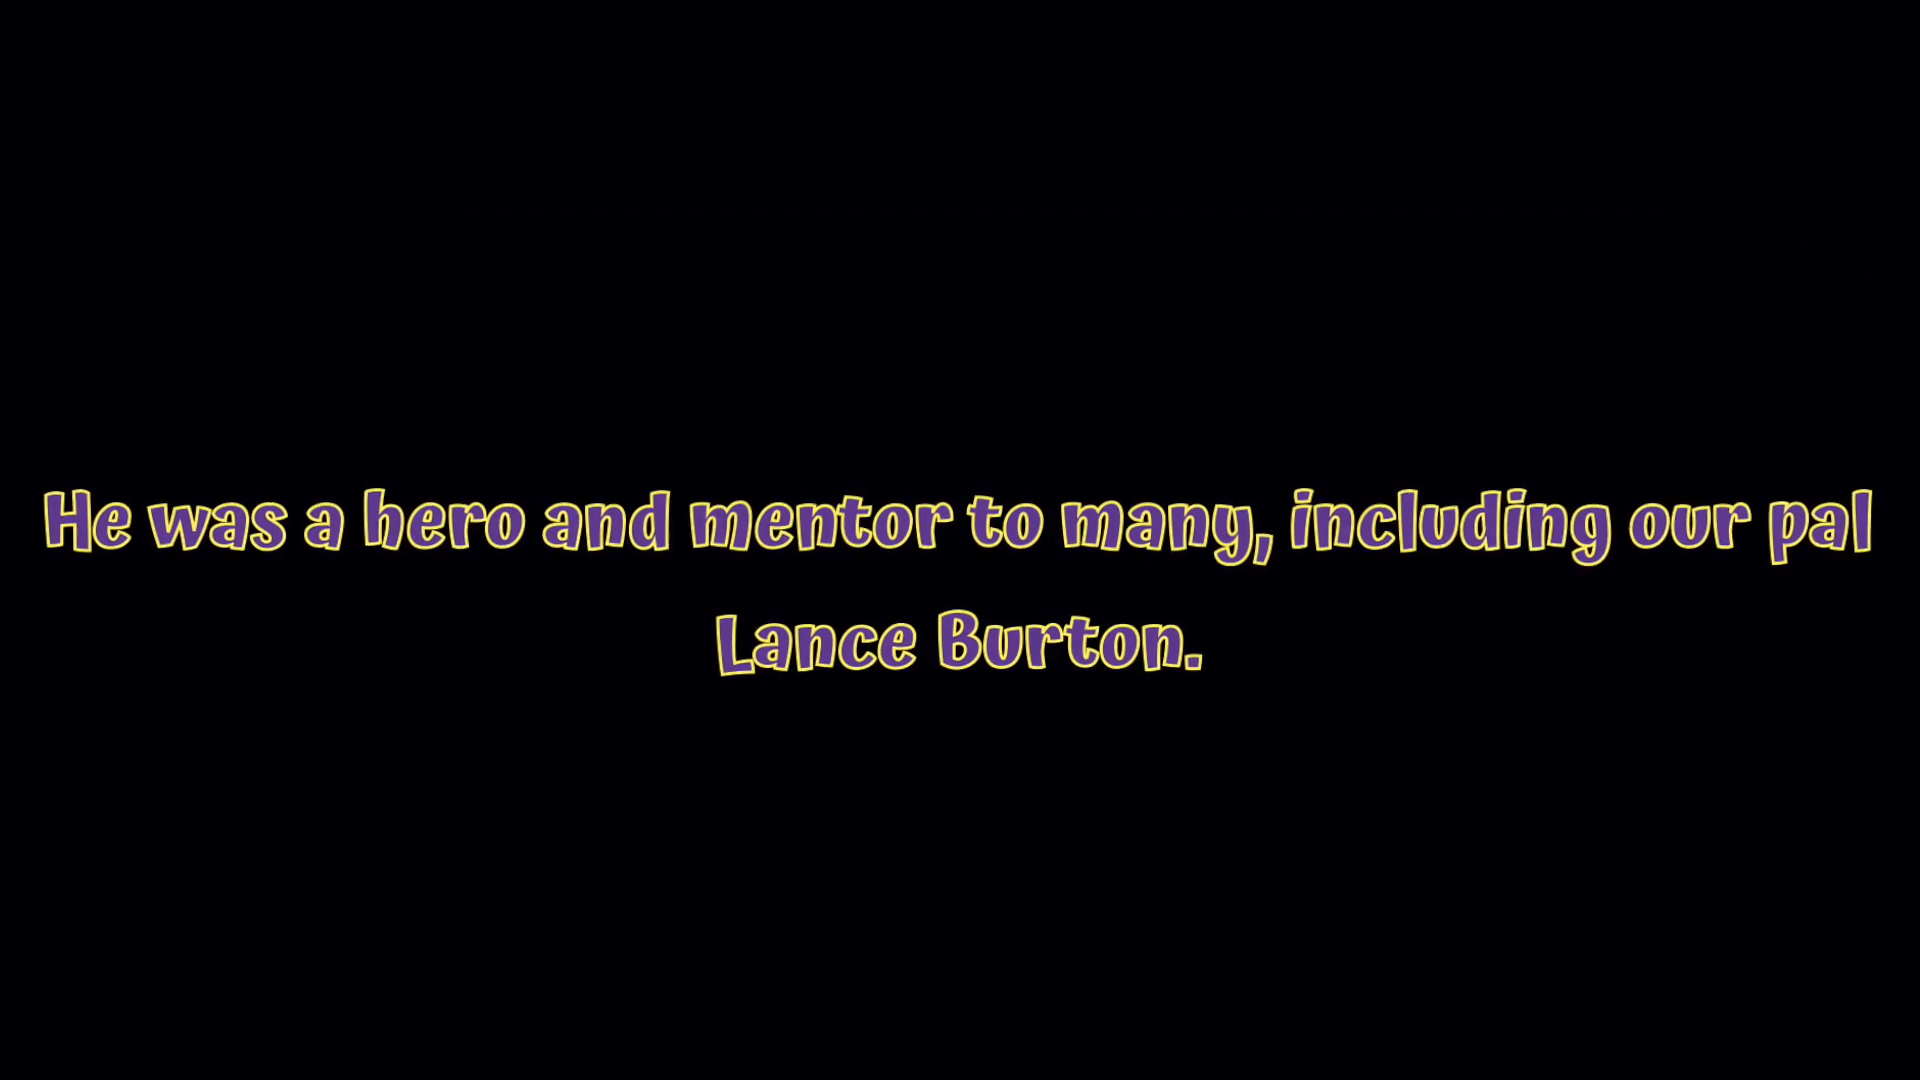 He was a hero and mentor to many, including our pal
Lance Burton.